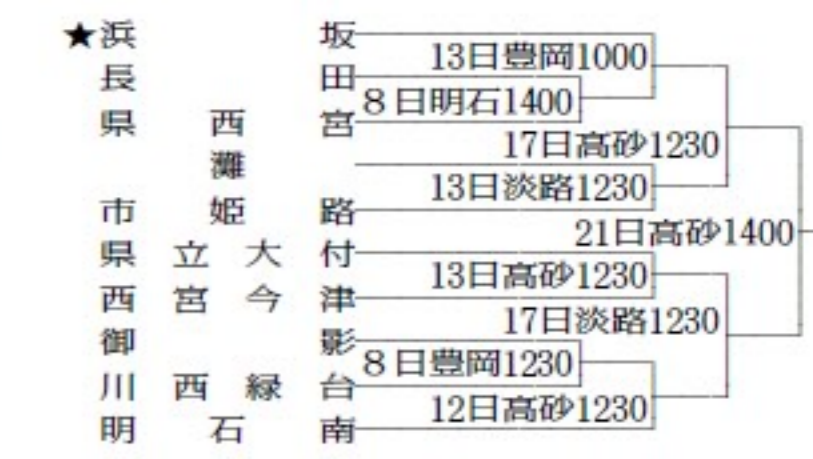 ★浜坂
13日豊岡1000
長田
8日明石1400
県西宮
17日高砂1230
灘
13日淡路1230
市姫路
21日高砂1400
県立大付
13日高砂1230
西宮今津
17日淡路1230
御影
8日豊岡1230
川西緑台
12日高砂1230
明石南